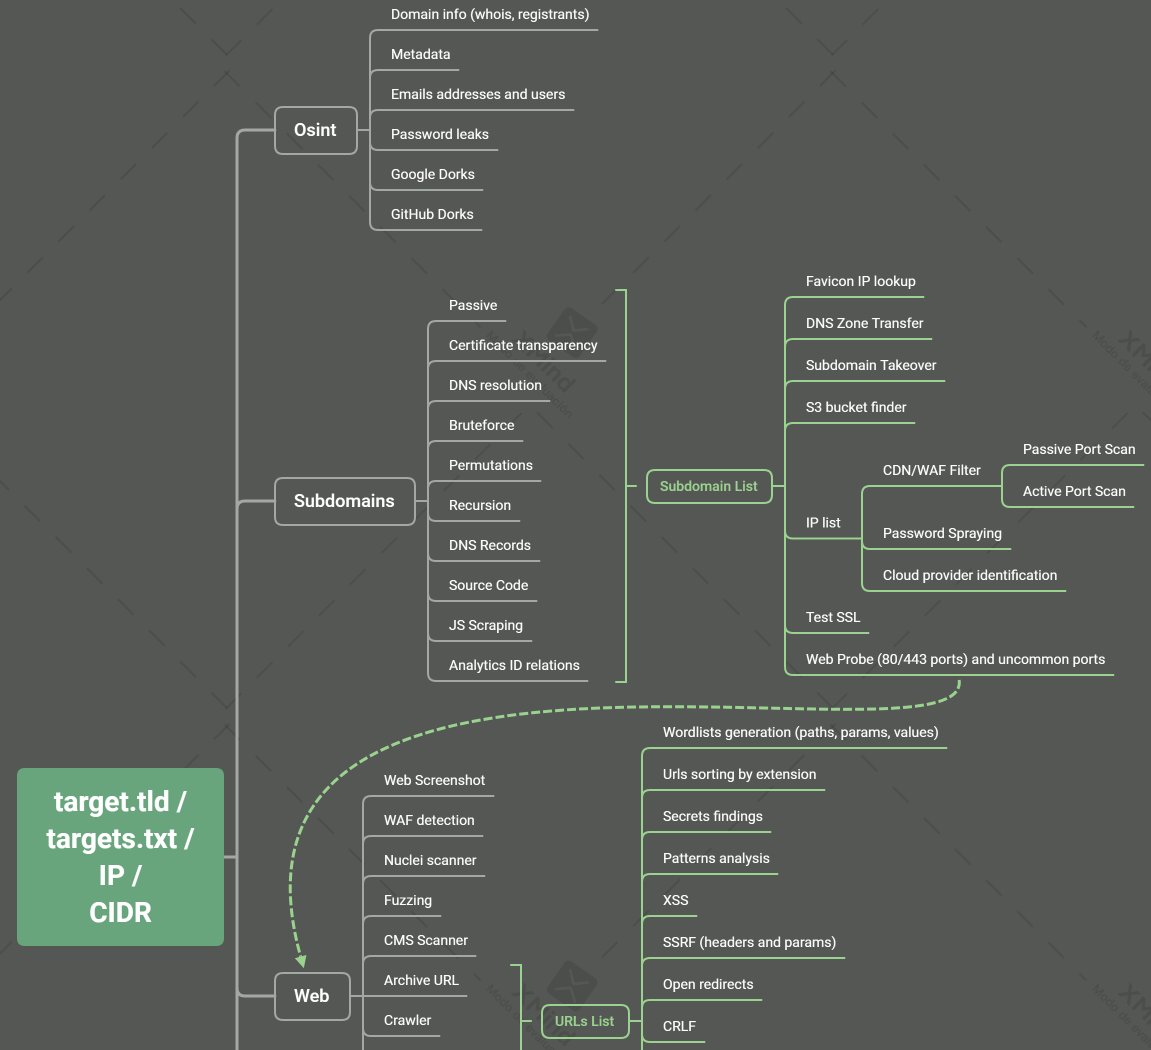 Domain info (whois, registrants)
Metadata
Emails addresses and users
Osint
Password leaks
Google Dorks
GitHub Dorks
Passive
Certificate transparency
DNS resolution
Bruteforce
Permutations
Subdomains
Recursion
DNS Records
Source Code
JS Scraping
Analytics ID relations
Subdomain List
Favicon IP lookup
DNS Zone Transfer
Subdomain Takeover
S3 bucket finder
IP list
CDN/WAF Filter
Passive Port Scan
Active Port Scan
Password Spraying
Cloud provider identification
Test SSL
Web Probe (80/443 ports) and uncommon ports
target.tld /
targets.txt /
IP /
CIDR
Web
Web Screenshot
WAF detection
Nuclei scanner
Fuzzing
CMS Scanner
Archive URL
Crawler
URLs List
Wordlists generation (paths, params, values)
Urls sorting by extension
Secrets findings
Patterns analysis
XSS
SSRF (headers and params)
Open redirects
CRLF
XMind